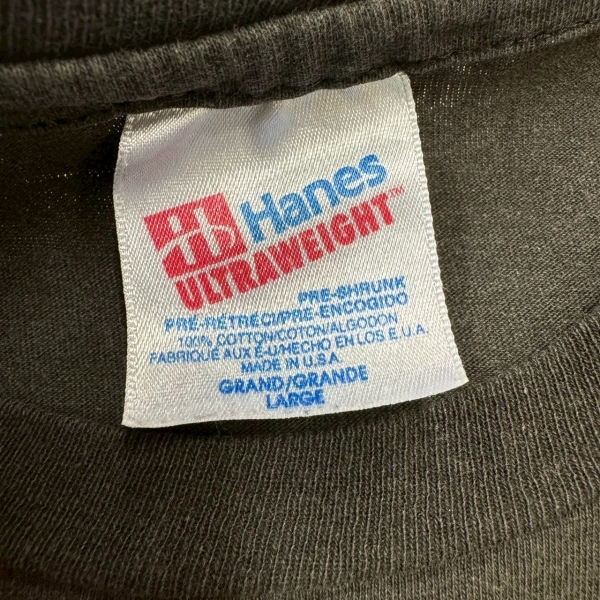 Hanes
ULTRAWEIGHT™
PRE-SHRUNK
PRÉ-RÉTRÉCI/PRE-ENCOGIDO
100% COTTON/COTON/ALGODON
FABRIQUÉ AUX É-U/HECHO EN LOS E.U.A.
MADE IN U.S.A.
GRAND/GRANDE
LARGE